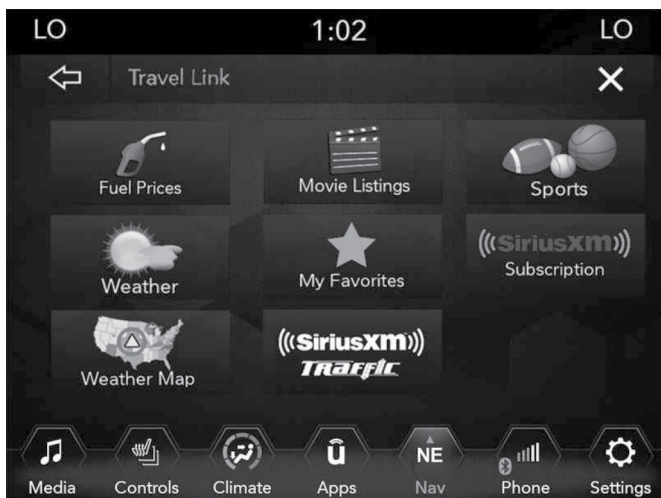 LO 1:02 LO
Travel Link
Fuel Prices
Movie Listings
Sports
Weather
My Favorites
((SiriusXM))
Subscription
Weather Map
((SiriusXM))
Traffic
Media
Controls
Climate
û
Apps
NE
Nav
Phone
Settings